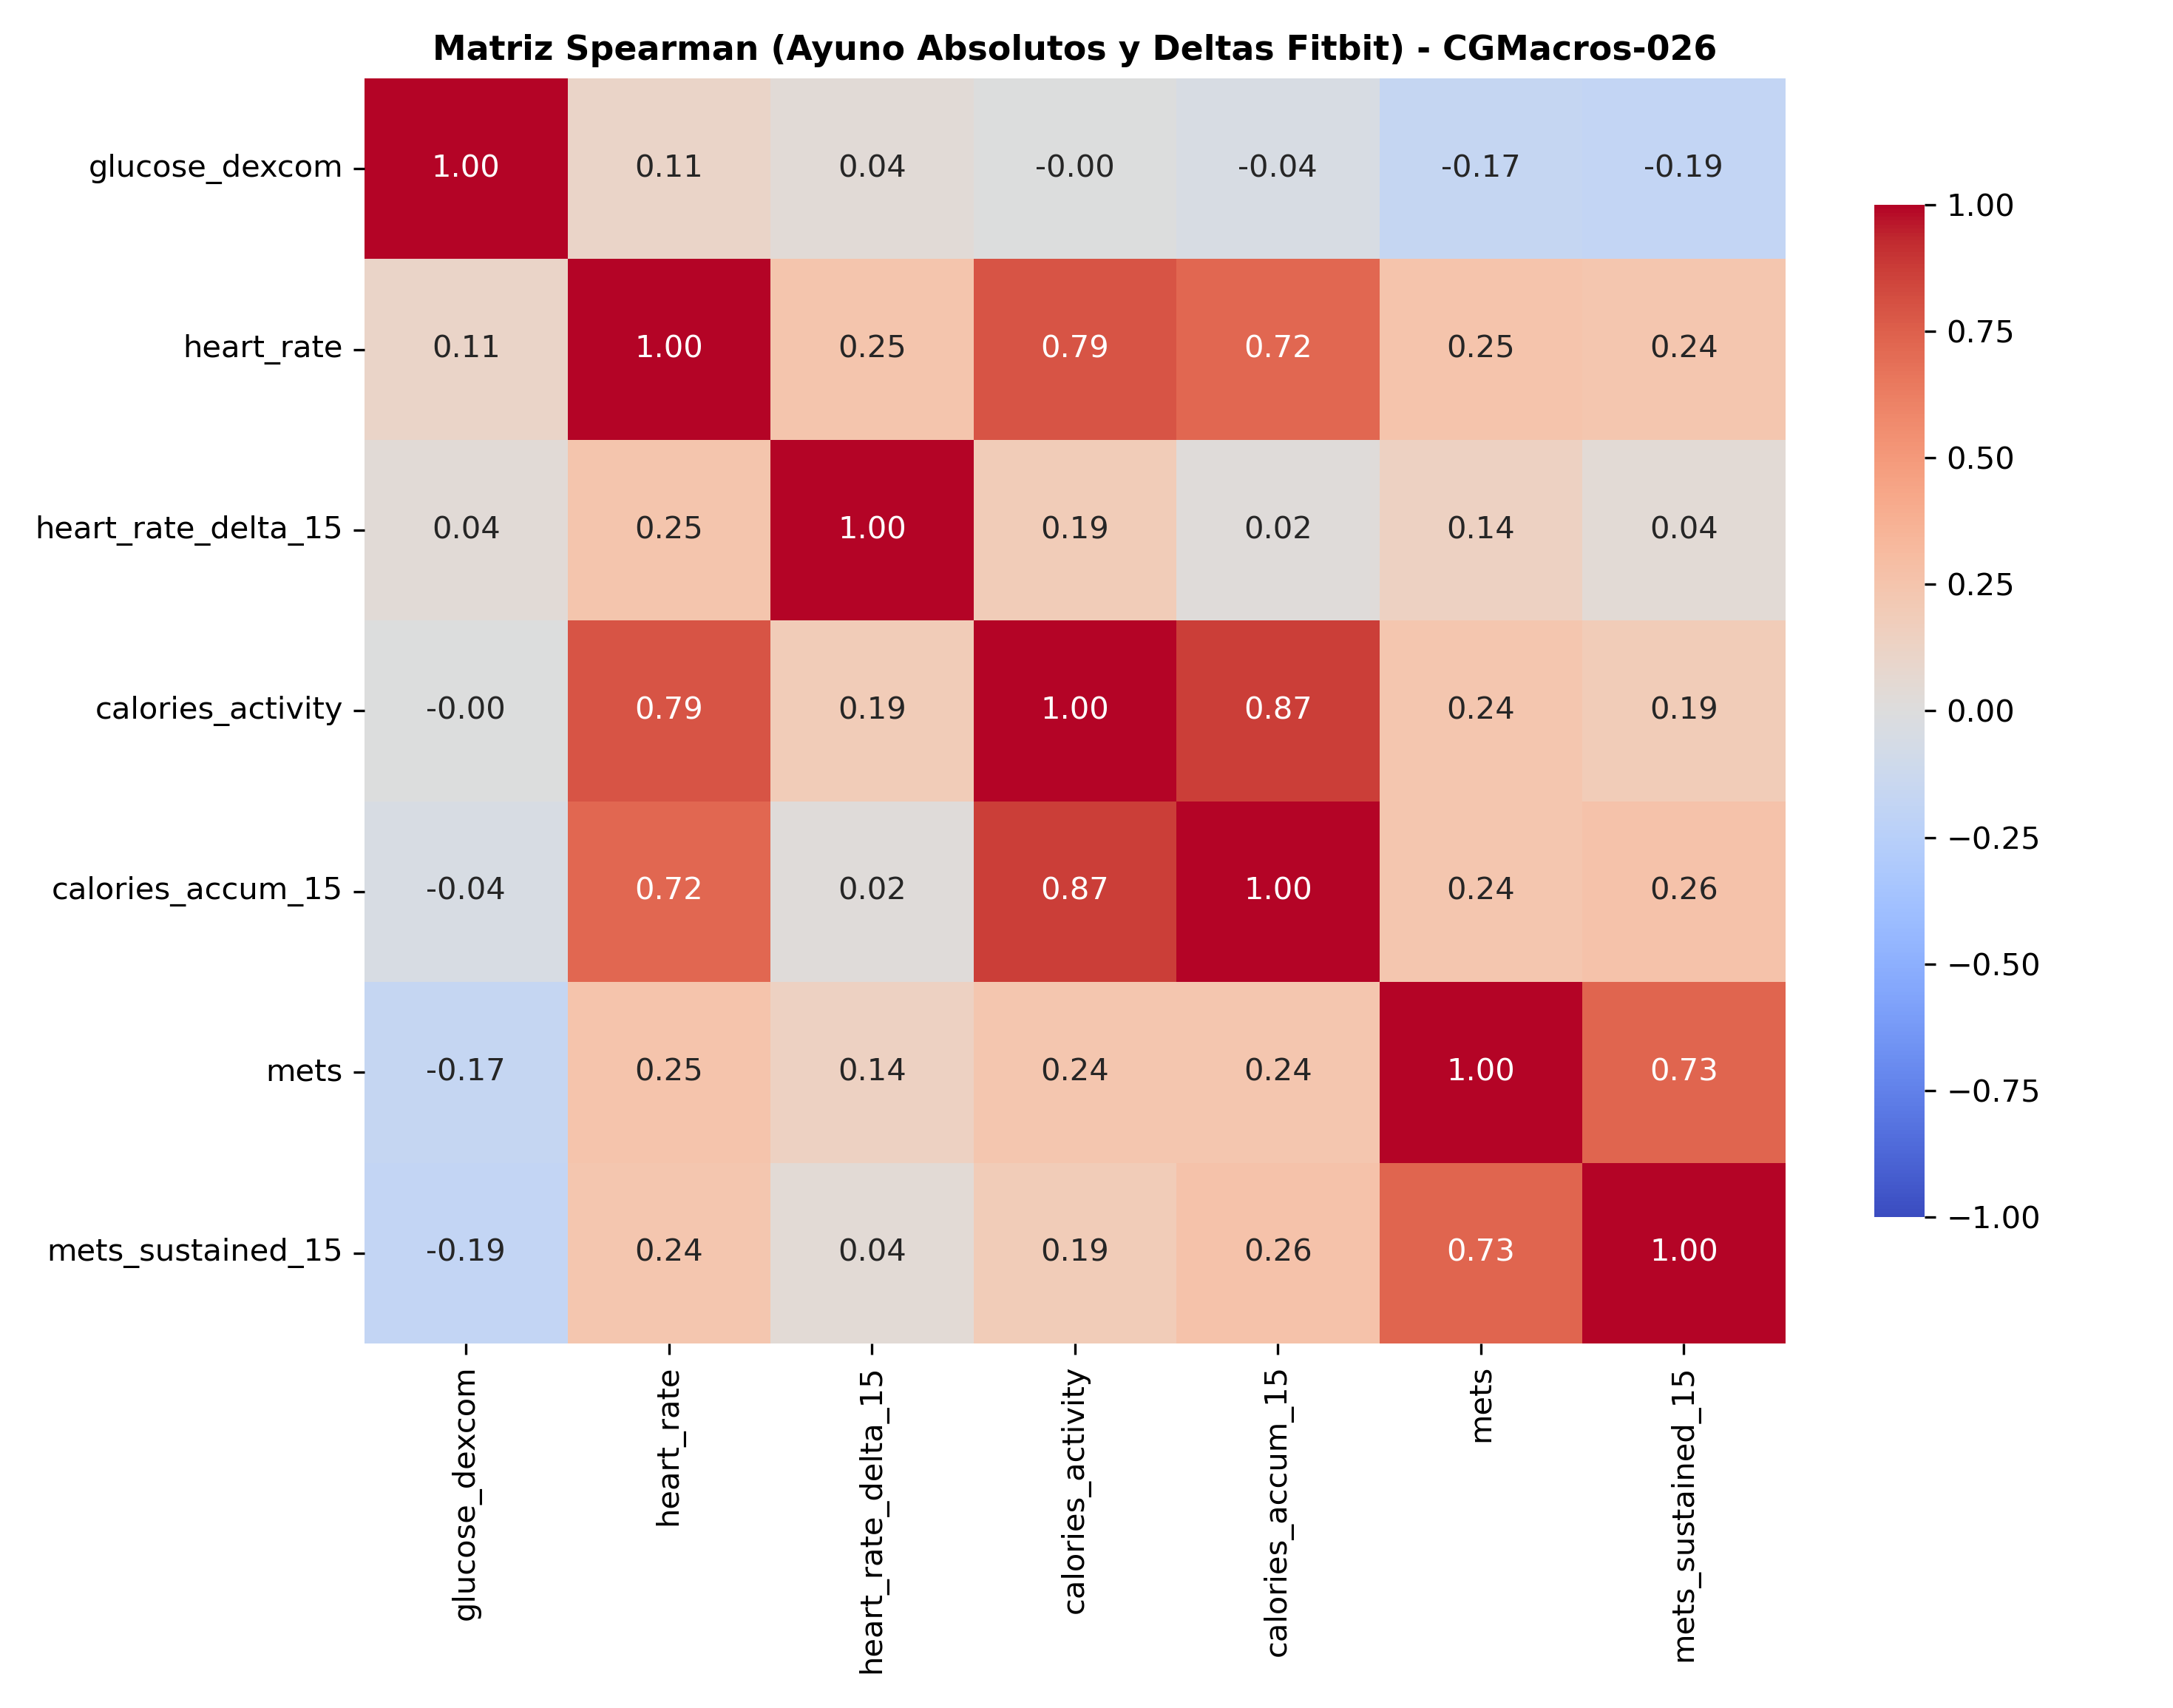 Matriz Spearman (Ayuno Absolutos y Deltas Fitbit) - CGMacros-026
glucose_dexcom 1.00 0.11 0.04 -0.00 -0.04 -0.17 -0.19
heart_rate 0.11 1.00 0.25 0.79 0.72 0.25 0.24
heart_rate_delta_15 0.04 0.25 1.00 0.19 0.02 0.14 0.04
calories_activity -0.00 0.79 0.19 1.00 0.87 0.24 0.19
calories_accum_15 -0.04 0.72 0.02 0.87 1.00 0.24 0.26
mets -0.17 0.25 0.14 0.24 0.24 1.00 0.73
mets_sustained_15 -0.19 0.24 0.04 0.19 0.26 0.73 1.00
glucose_dexcom
heart_rate
heart_rate_delta_15
calories_activity
calories_accum_15
mets
mets_sustained_15
1.00
0.75
0.50
0.25
0.00
−0.25
−0.50
−0.75
−1.00